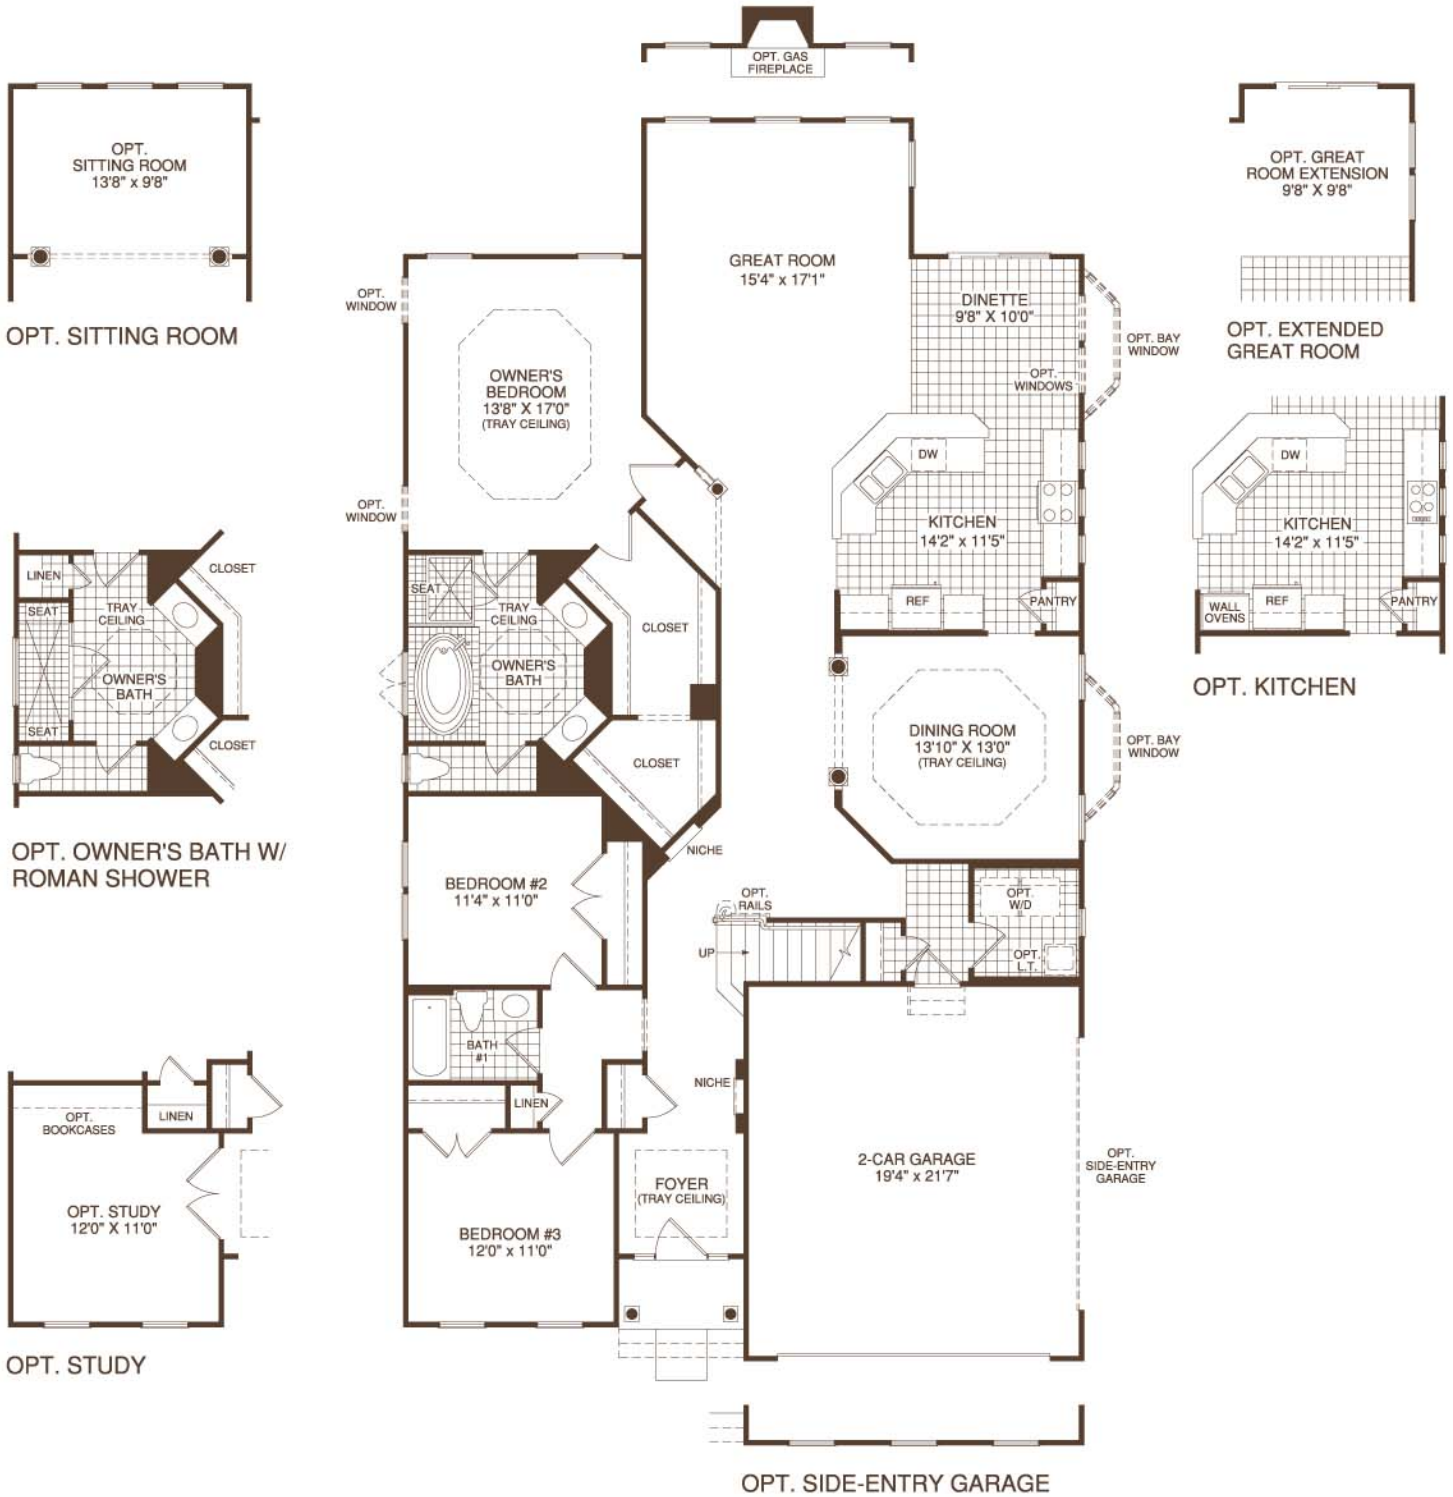 OPT. GAS
FIREPLACE
OPT.
SITTING ROOM
13'8" x 9'8"
OPT. SITTING ROOM
OPT. GREAT
ROOM EXTENSION
9'8" X 9'8"
OPT. EXTENDED
GREAT ROOM
GREAT ROOM
15'4" x 17'1"
DINETTE
9'8" X 10'0"
OPT.
WINDOWS
OPT. BAY
WINDOW
OPT.
WINDOW
OWNER'S
BEDROOM
13'8" X 17'0"
(TRAY CEILING)
OPT.
WINDOW
DW
KITCHEN
14'2" x 11'5"
REF
PANTRY
DW
KITCHEN
14'2" x 11'5"
WALL
OVENS
REF
PANTRY
OPT. KITCHEN
LINEN
SEAT
TRAY
CEILING
OWNER'S
BATH
SEAT
CLOSET
CLOSET
OPT. OWNER'S BATH W/
ROMAN SHOWER
SEAT
TRAY
CEILING
OWNER'S
BATH
CLOSET
CLOSET
NICHE
DINING ROOM
13'10" X 13'0"
(TRAY CEILING)
OPT. BAY
WINDOW
BEDROOM #2
11'4" x 11'0"
OPT.
RAILS
UP
OPT.
W/D
OPT.
L.T.
BATH
#1
LINEN
NICHE
OPT.
BOOKCASES
LINEN
OPT. STUDY
12'0" X 11'0"
OPT. STUDY
BEDROOM #3
12'0" x 11'0"
FOYER
(TRAY CEILING)
2-CAR GARAGE
19'4" x 21'7"
OPT.
SIDE-ENTRY
GARAGE
OPT. SIDE-ENTRY GARAGE